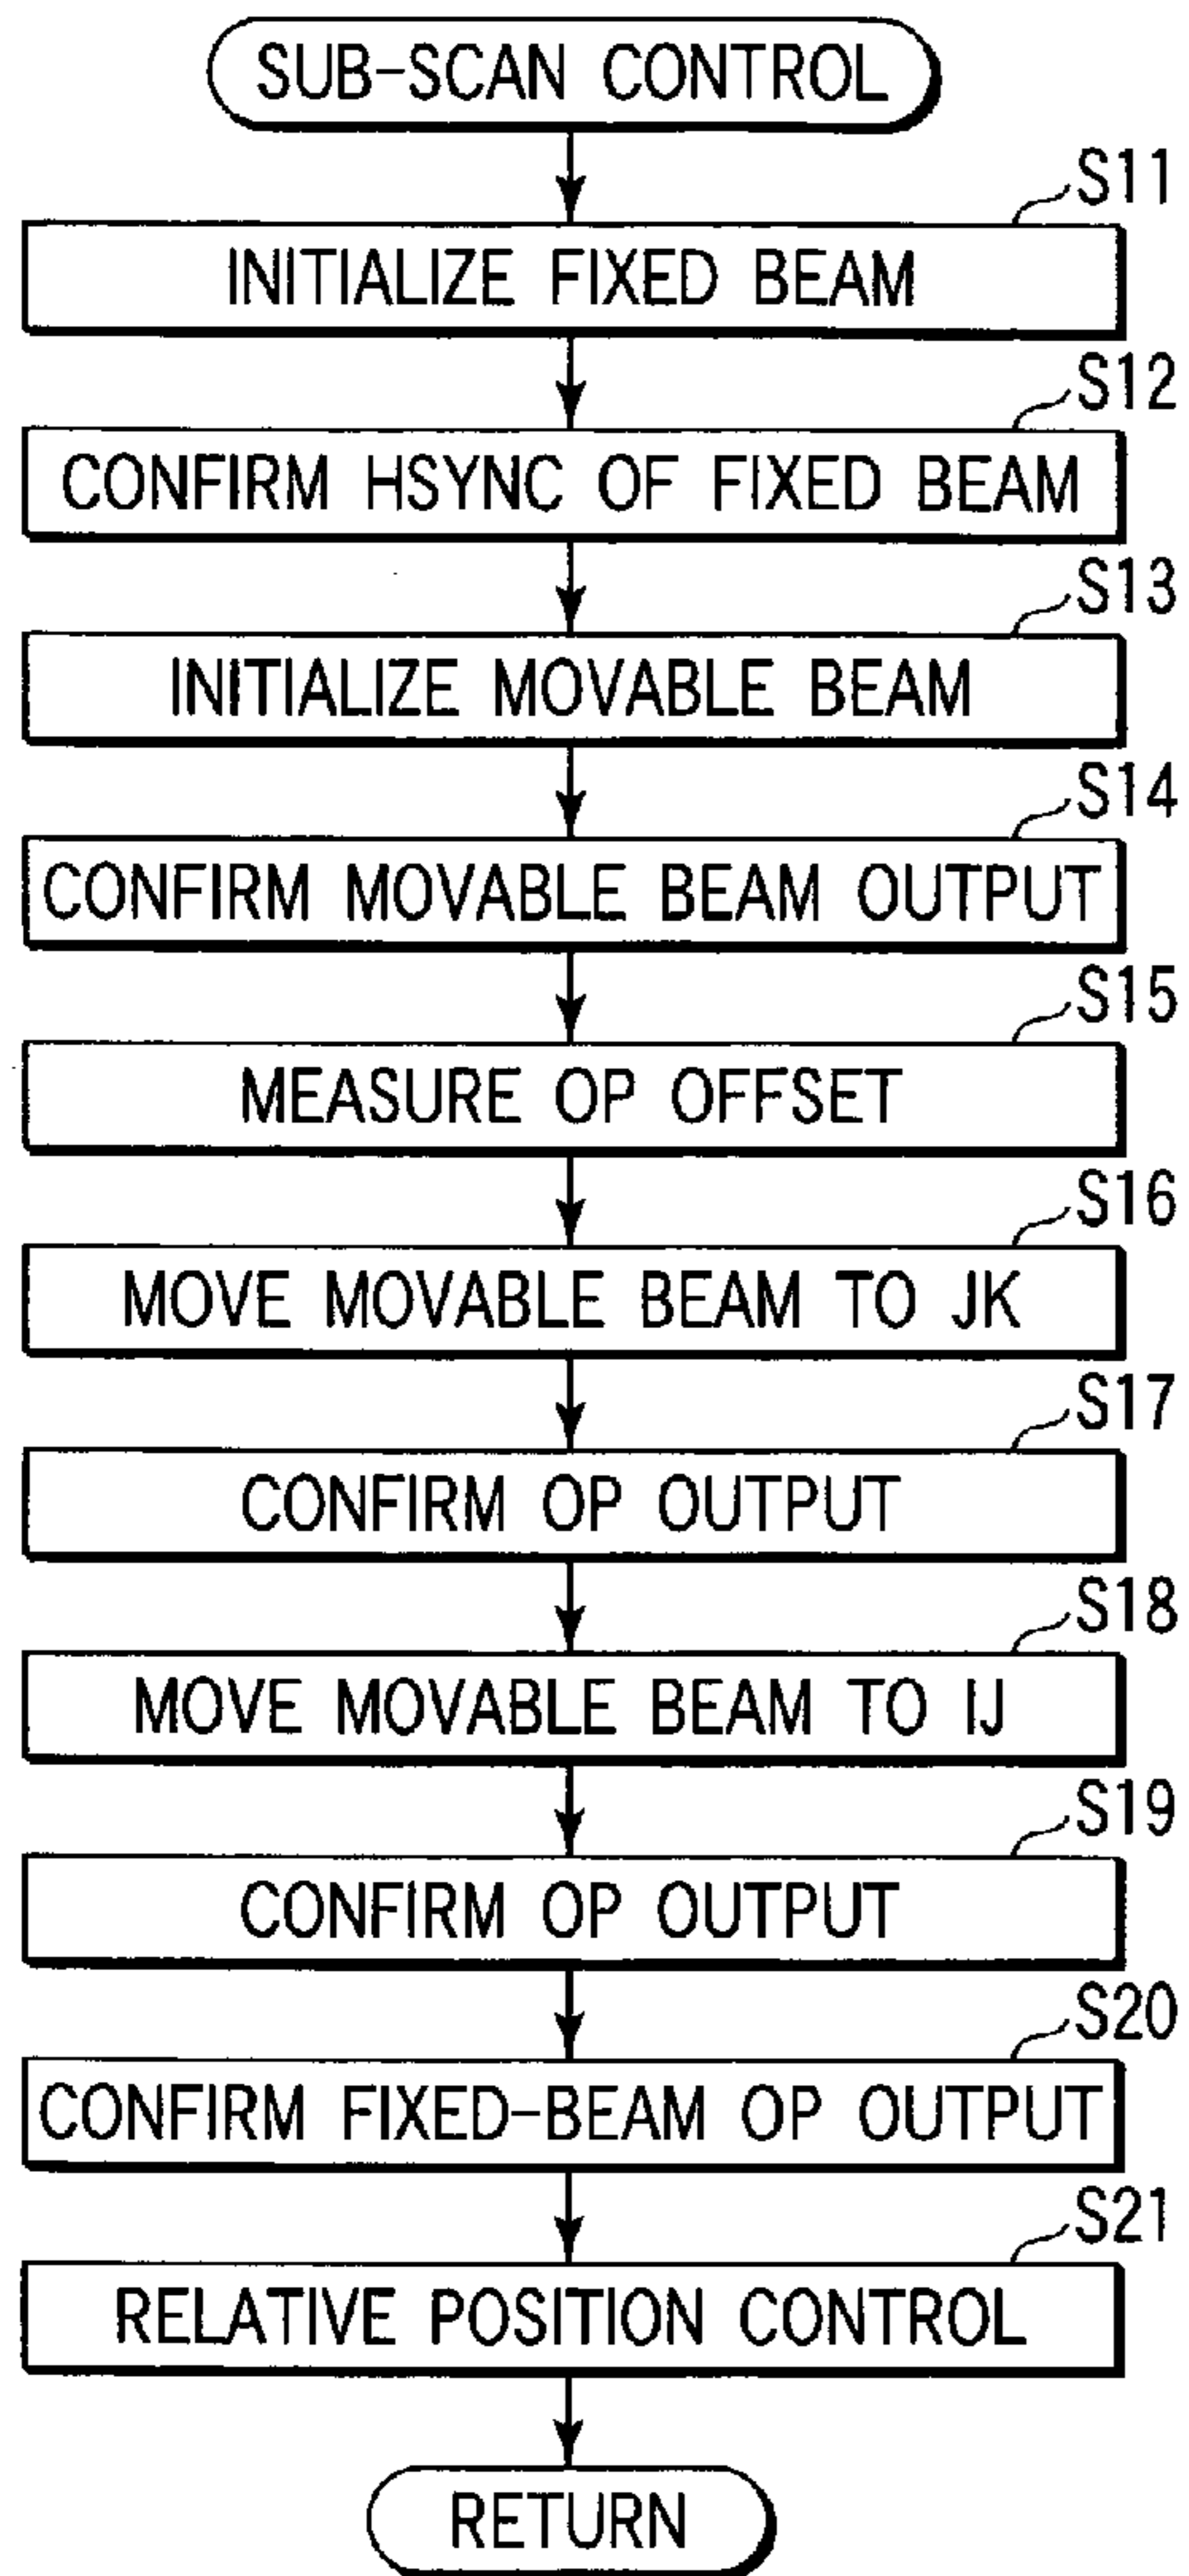 SUB-SCAN CONTROL
S11
INITIALIZE FIXED BEAM
S12
CONFIRM HSYNC OF FIXED BEAM
S13
INITIALIZE MOVABLE BEAM
S14
CONFIRM MOVABLE BEAM OUTPUT
S15
MEASURE OP OFFSET
S16
MOVE MOVABLE BEAM TO JK
S17
CONFIRM OP OUTPUT
S18
MOVE MOVABLE BEAM TO IJ
S19
CONFIRM OP OUTPUT
S20
CONFIRM FIXED-BEAM OP OUTPUT
S21
RELATIVE POSITION CONTROL
RETURN